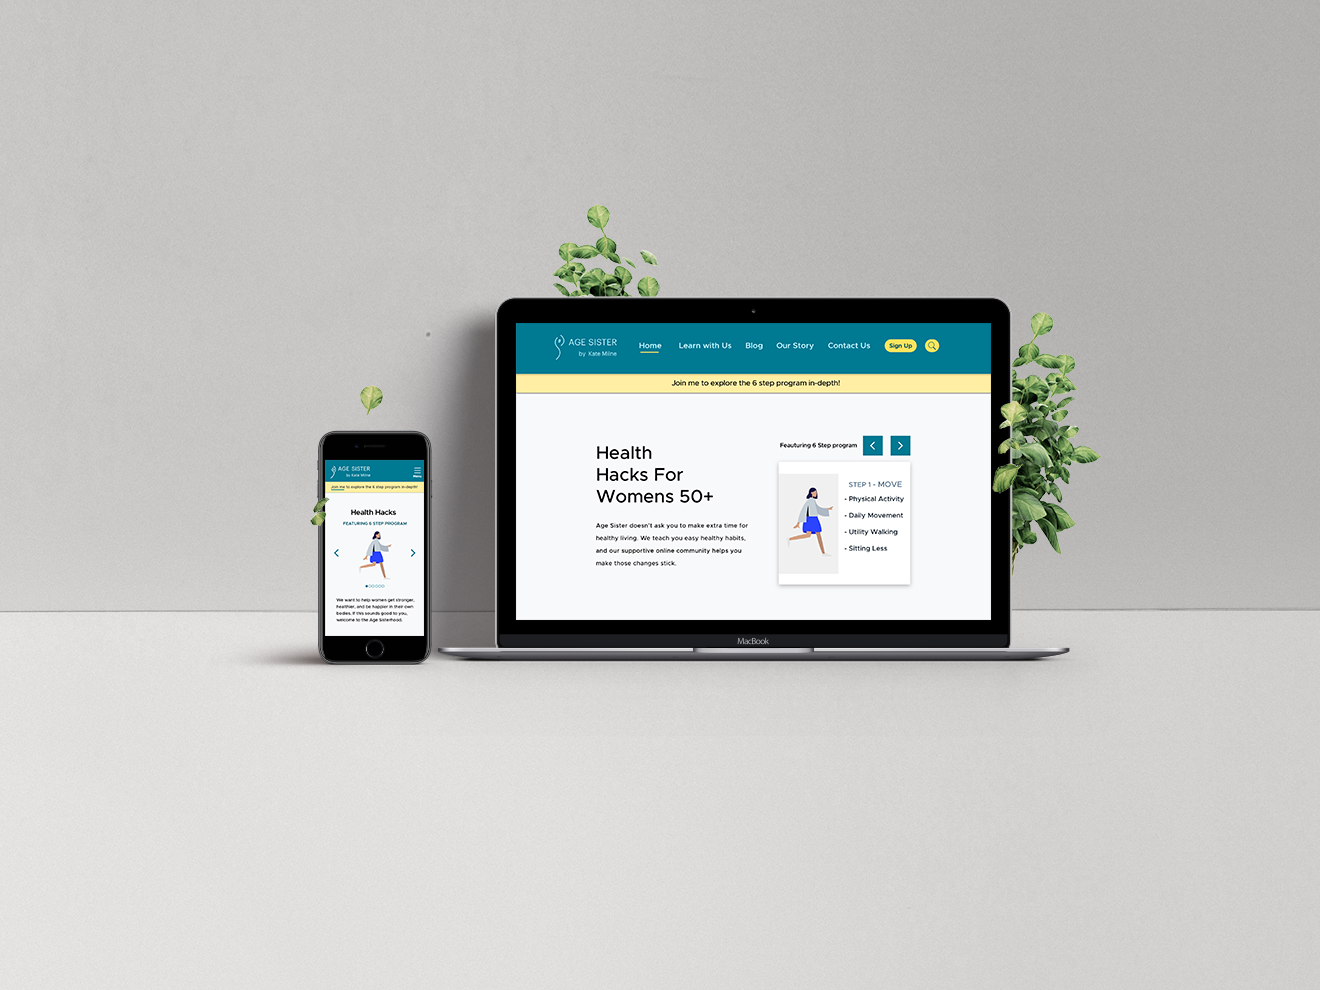 AGE SISTER
by Kate Milne
Home
Learn with Us
Blog
Our Story
Contact Us
Sign Up
Join me to explore the 6 step program in-depth!
Health
Hacks For
Womens 50+
Age Sister doesn't ask you to make extra time for
healthy living. We teach you easy healthy habits,
and our supportive online community helps you
make those changes stick.
Feauturing 6 Step program
STEP 1 - MOVE
• Physical Activity
• Daily Movement
• Utility Walking
• Sitting Less
MacBook
AGE SISTER
by Kate Milne
Menu
Join me to explore the 6 step program in-depth!
Health Hacks
FEATURING 6 STEP PROGRAM
We want to help women get stronger,
healthier, and be happier in their own
bodies. If this sounds good to you,
welcome to the Age Sisterhood.